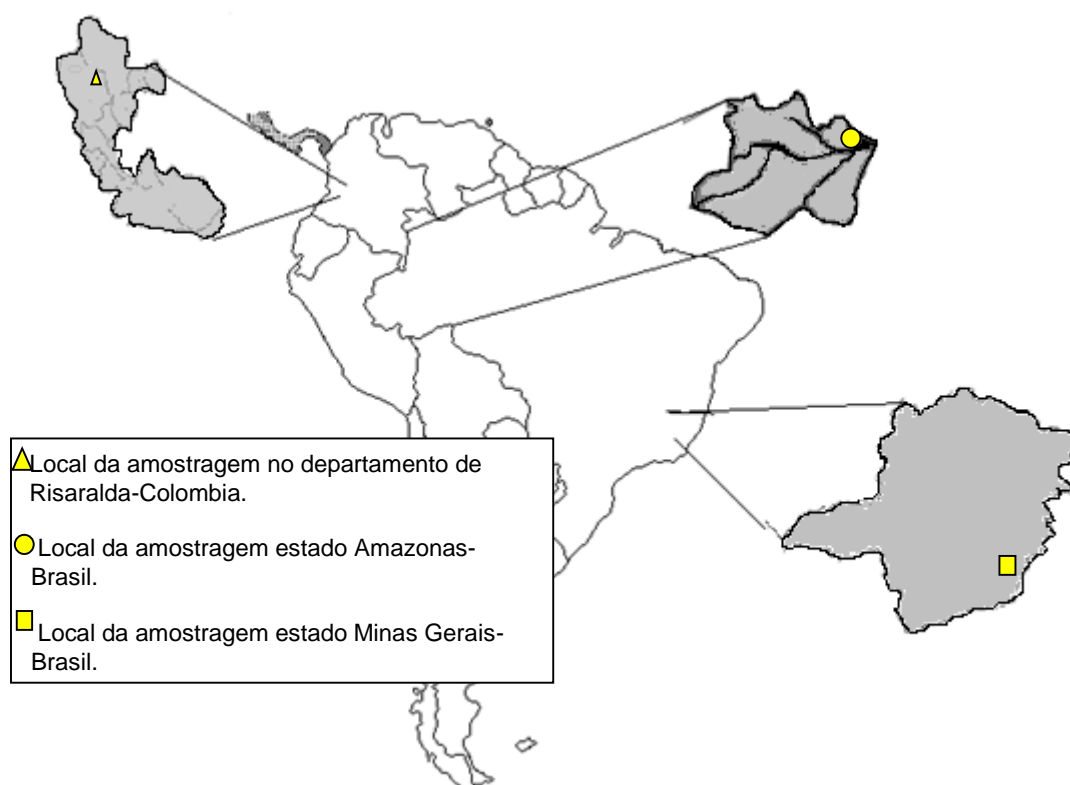 Local da amostragem no departamento de
Risaralda-Colombia.
Local da amostragem estado Amazonas-
Brasil.
Local da amostragem estado Minas Gerais-
Brasil.